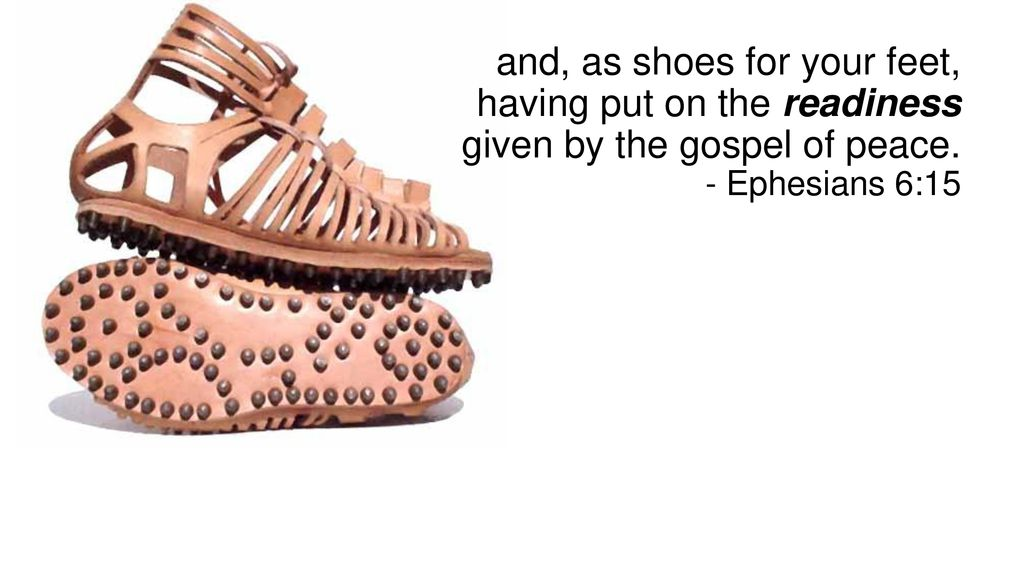 and, as shoes for your feet,
having put on the readiness
given by the gospel of peace.
- Ephesians 6:15